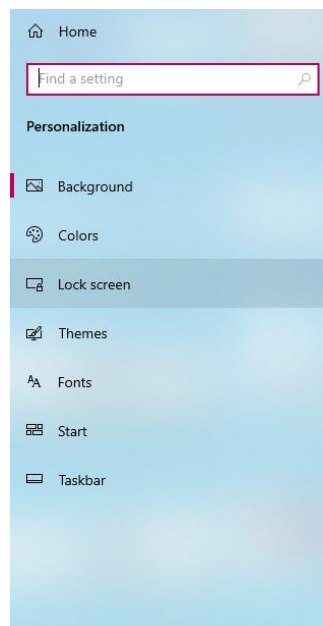 Home
Find a setting
Personalization
Background
Colors
Lock screen
Themes
Fonts
Start
Taskbar